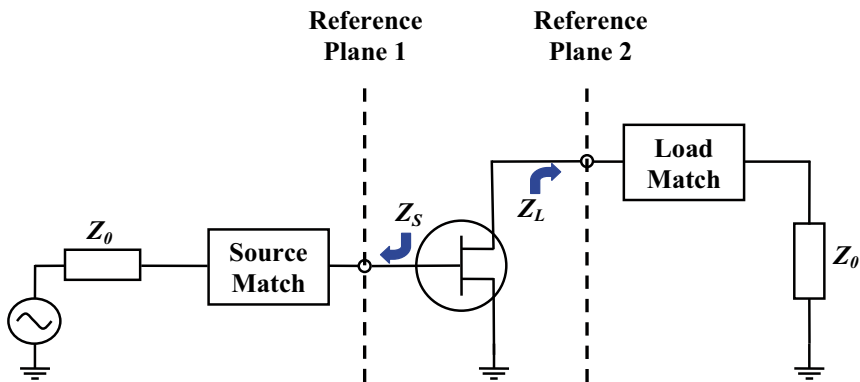 Reference
Plane 1
Reference
Plane 2
Load
Match
Z_L
Z_S
Z_0
Source
Match
Z_0